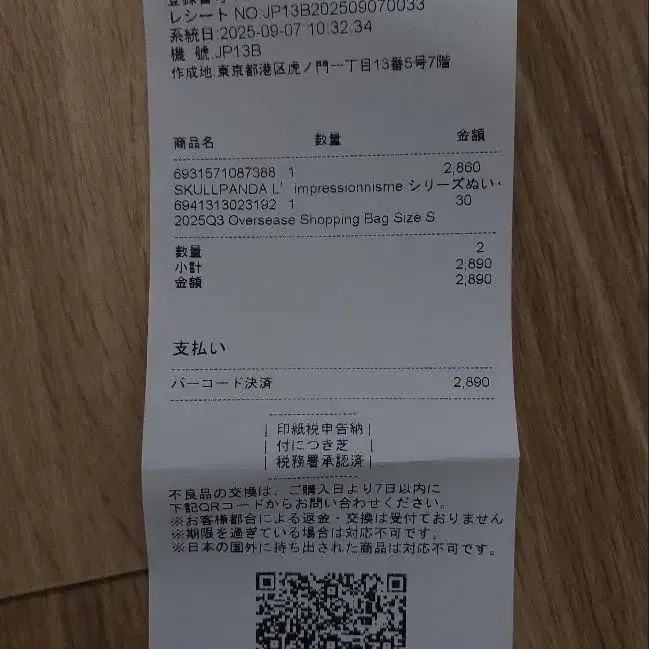 レシート NO:JP13B202509070033
系統日:2025-09-07 10:32:34
機 號:JP13B
作成地:東京都港区虎ノ門一丁目13番5号7階
商品名 数量 金額
6931571087388 1 2,860
SKULLPANDA L' impressionnisme シリーズぬい
6941313023192 1 30
2025Q3 Oversease Shopping Bag Size S
数量 2
小計 2,890
金額 2,890
支払い
バーコード決済 2,890
印紙税申告納
付につき芝
税務署承認済
不良品の交換は、ご購入日より7日以内に
下記QRコードからお問い合わせください。
※お客様都合による返金・交換は受付ておりません
※期限を過ぎている場合は対応不可です。
※日本の国外に持ち出された商品は対応不可です。